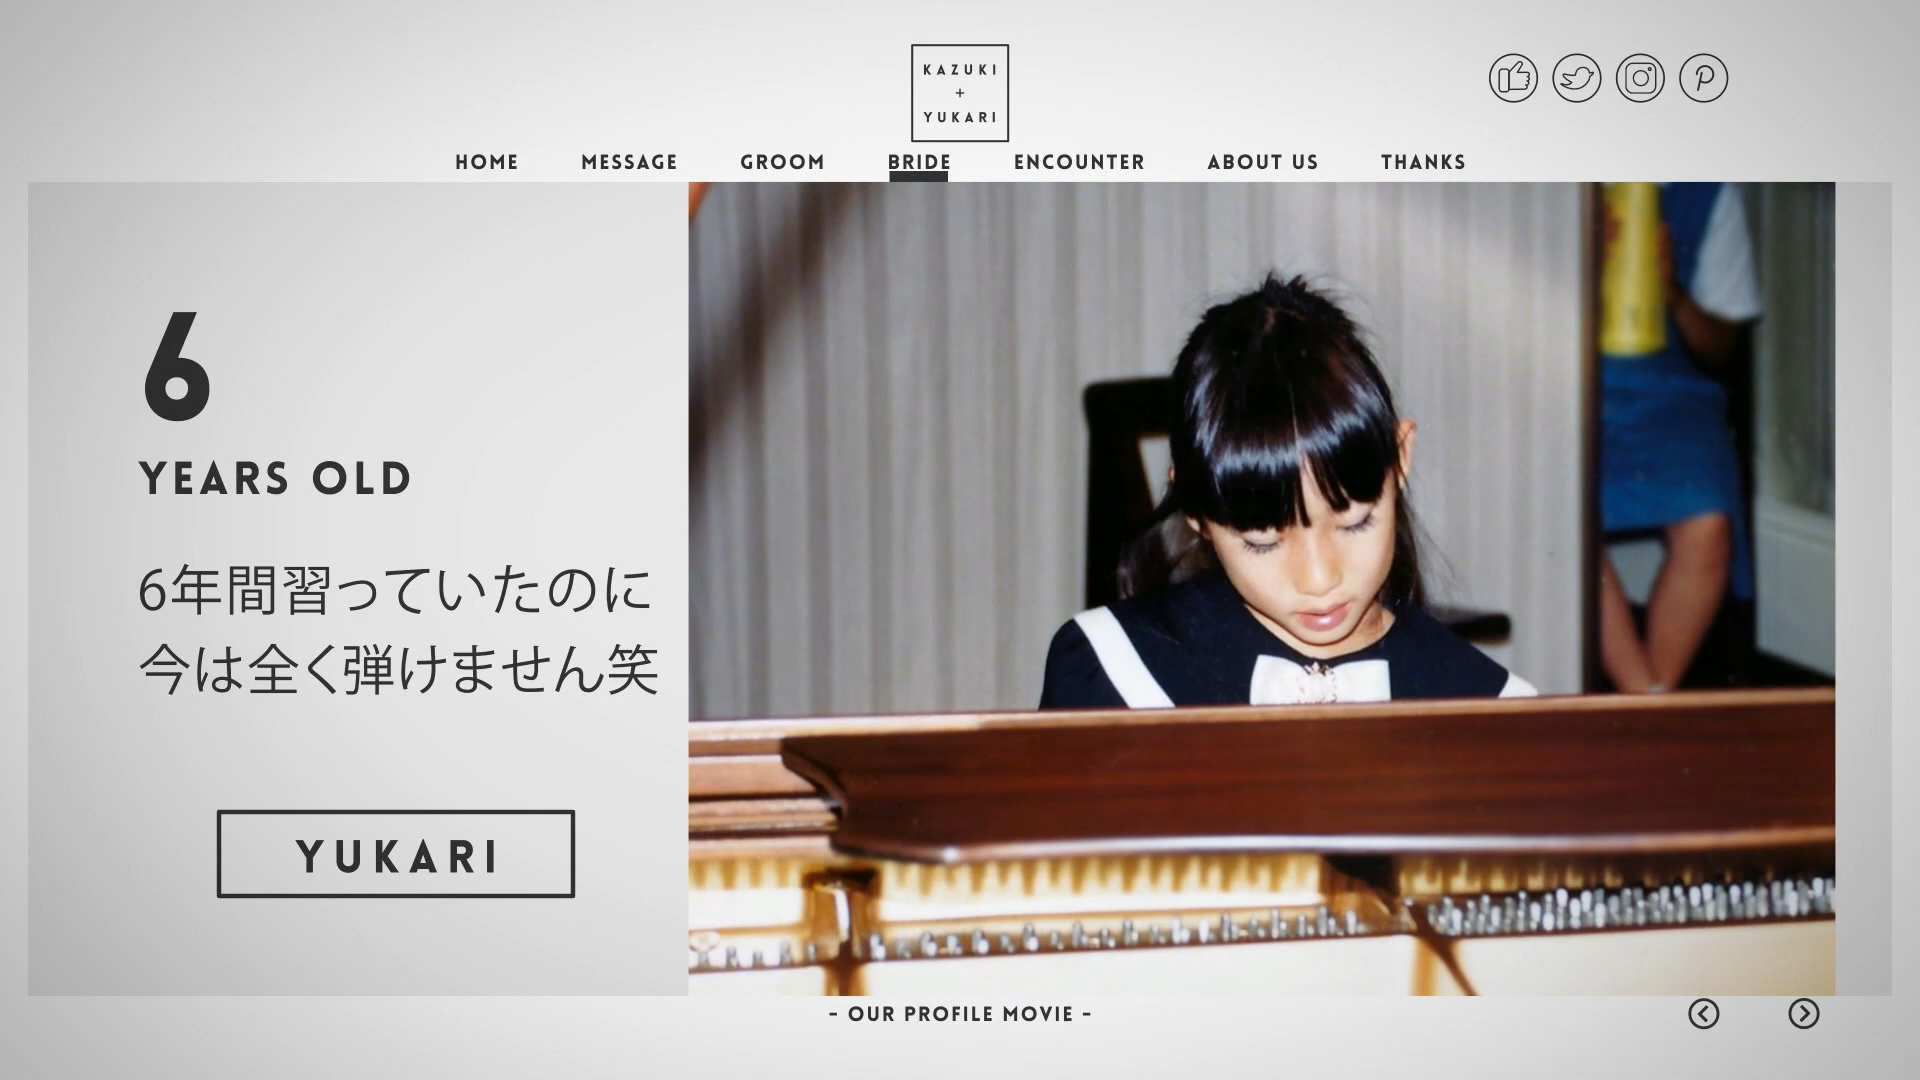 KAZUKI
+
YUKARI
HOME MESSAGE GROOM BRIDE ENCOUNTER ABOUT US THANKS
6
YEARS OLD
6年間習っていたのに
今は全く弾けません笑
YUKARI
- OUR PROFILE MOVIE -